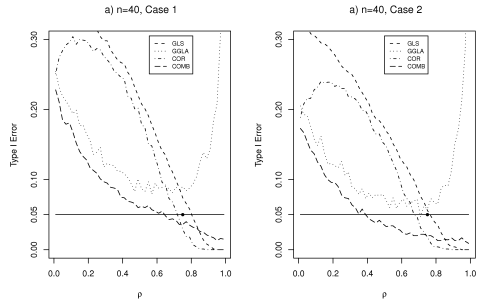 a) n=40, Case 1
Type I Error
0.00
0.05
0.10
0.20
0.30
GLS
GGLA
COR
COMB
0.0
0.2
0.4
0.6
0.8
1.0
ρ
a) n=40, Case 2
Type I Error
0.00
0.05
0.10
0.20
0.30
GLS
GGLA
COR
COMB
0.0
0.2
0.4
0.6
0.8
1.0
ρ